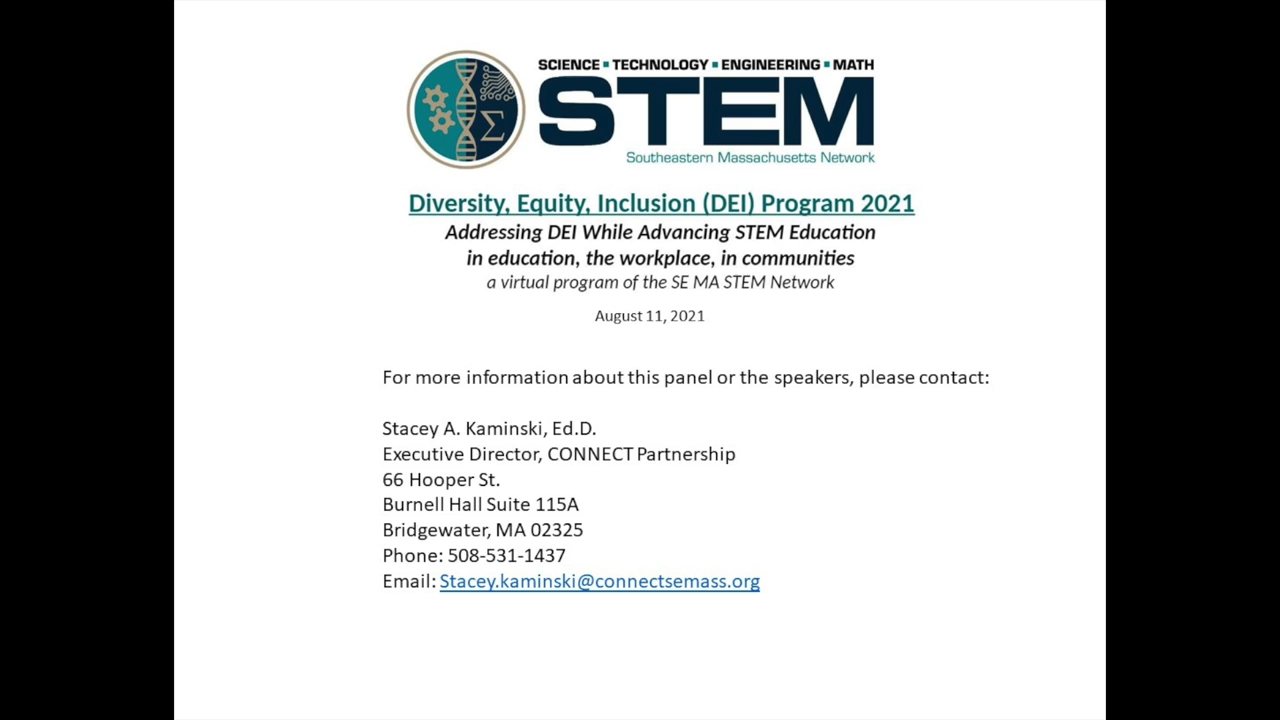 SCIENCE ▪ TECHNOLOGY ▪ ENGINEERING ▪ MATH
STEM
Southeastern Massachusetts Network
Σ
Diversity, Equity, Inclusion (DEI) Program 2021
Addressing DEI While Advancing STEM Education
in education, the workplace, in communities
a virtual program of the SE MA STEM Network
August 11, 2021
For more information about this panel or the speakers, please contact:
Stacey A. Kaminski, Ed.D.
Executive Director, CONNECT Partnership
66 Hooper St.
Burnell Hall Suite 115A
Bridgewater, MA 02325
Phone: 508-531-1437
Email: Stacey.kaminski@connectsemass.org